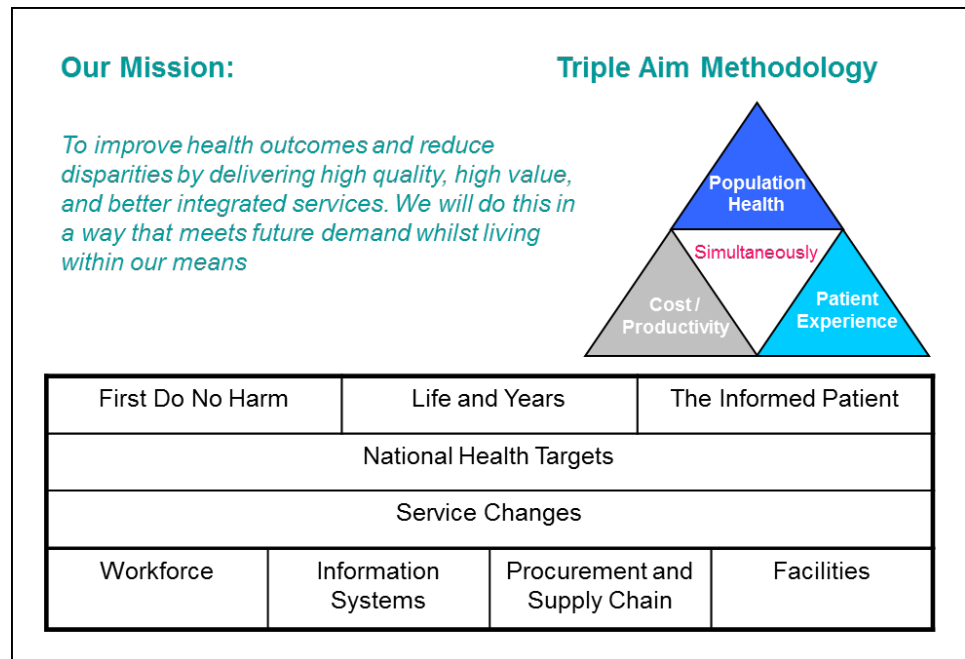 Our Mission:
Triple Aim Methodology
To improve health outcomes and reduce
disparities by delivering high quality, high value,
and better integrated services. We will do this in
a way that meets future demand whilst living
within our means
Population
Health
Simultaneously
Cost /
Productivity
Patient
Experience
First Do No Harm
Life and Years
The Informed Patient
National Health Targets
Service Changes
Workforce
Information
Systems
Procurement and
Supply Chain
Facilities